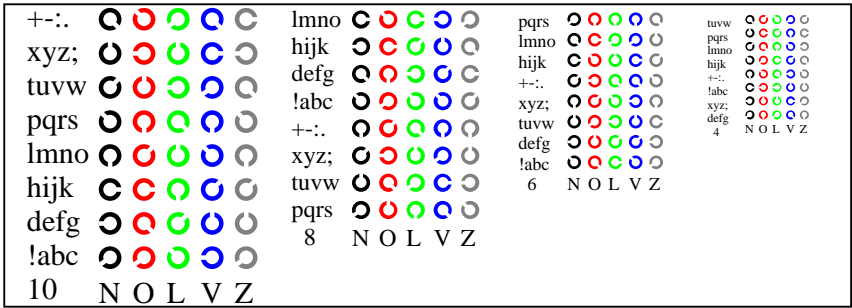 +-:.
xyz;
tuvw
pqrs
lmno
hijk
defg
!abc
10 N O L V Z
lmno
hijk
defg
!abc
+-:.
xyz;
tuvw
pqrs
8 N O L V Z
pqrs
lmno
hijk
+-:.
xyz;
tuvw
defg
!abc
6 N O L V Z
tuvw
pqrs
lmno
hijk
+-:.
!abc
xyz;
defg
4 N O L V Z